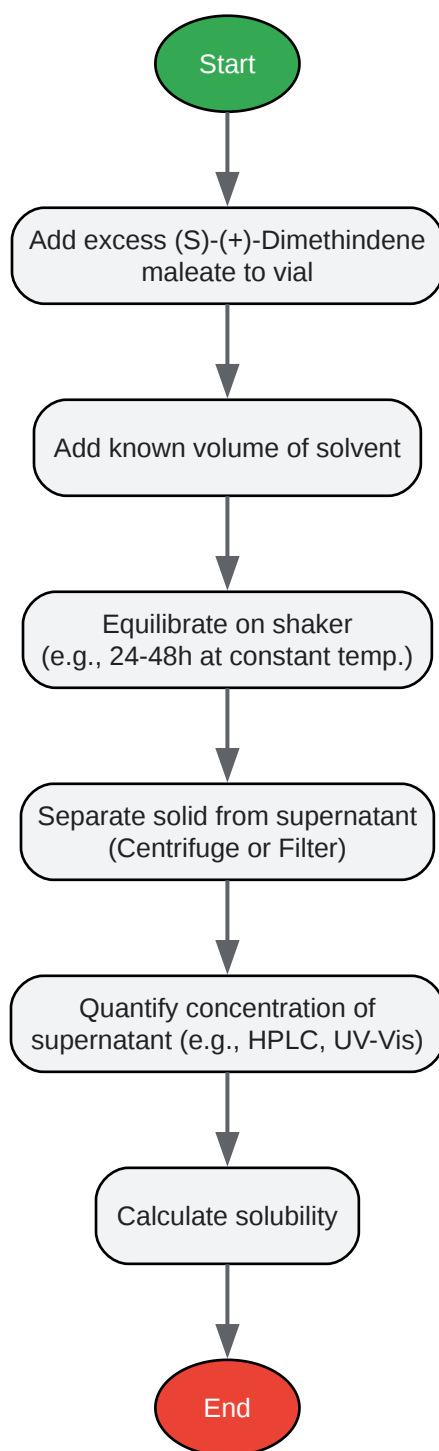 Start
Add excess (S)-(+)-Dimethindene
maleate to vial
Add known volume of solvent
Equilibrate on shaker
(e.g., 24-48h at constant temp.)
Separate solid from supernatant
(Centrifuge or Filter)
Quantify concentration of
supernatant (e.g., HPLC, UV-Vis)
Calculate solubility
End